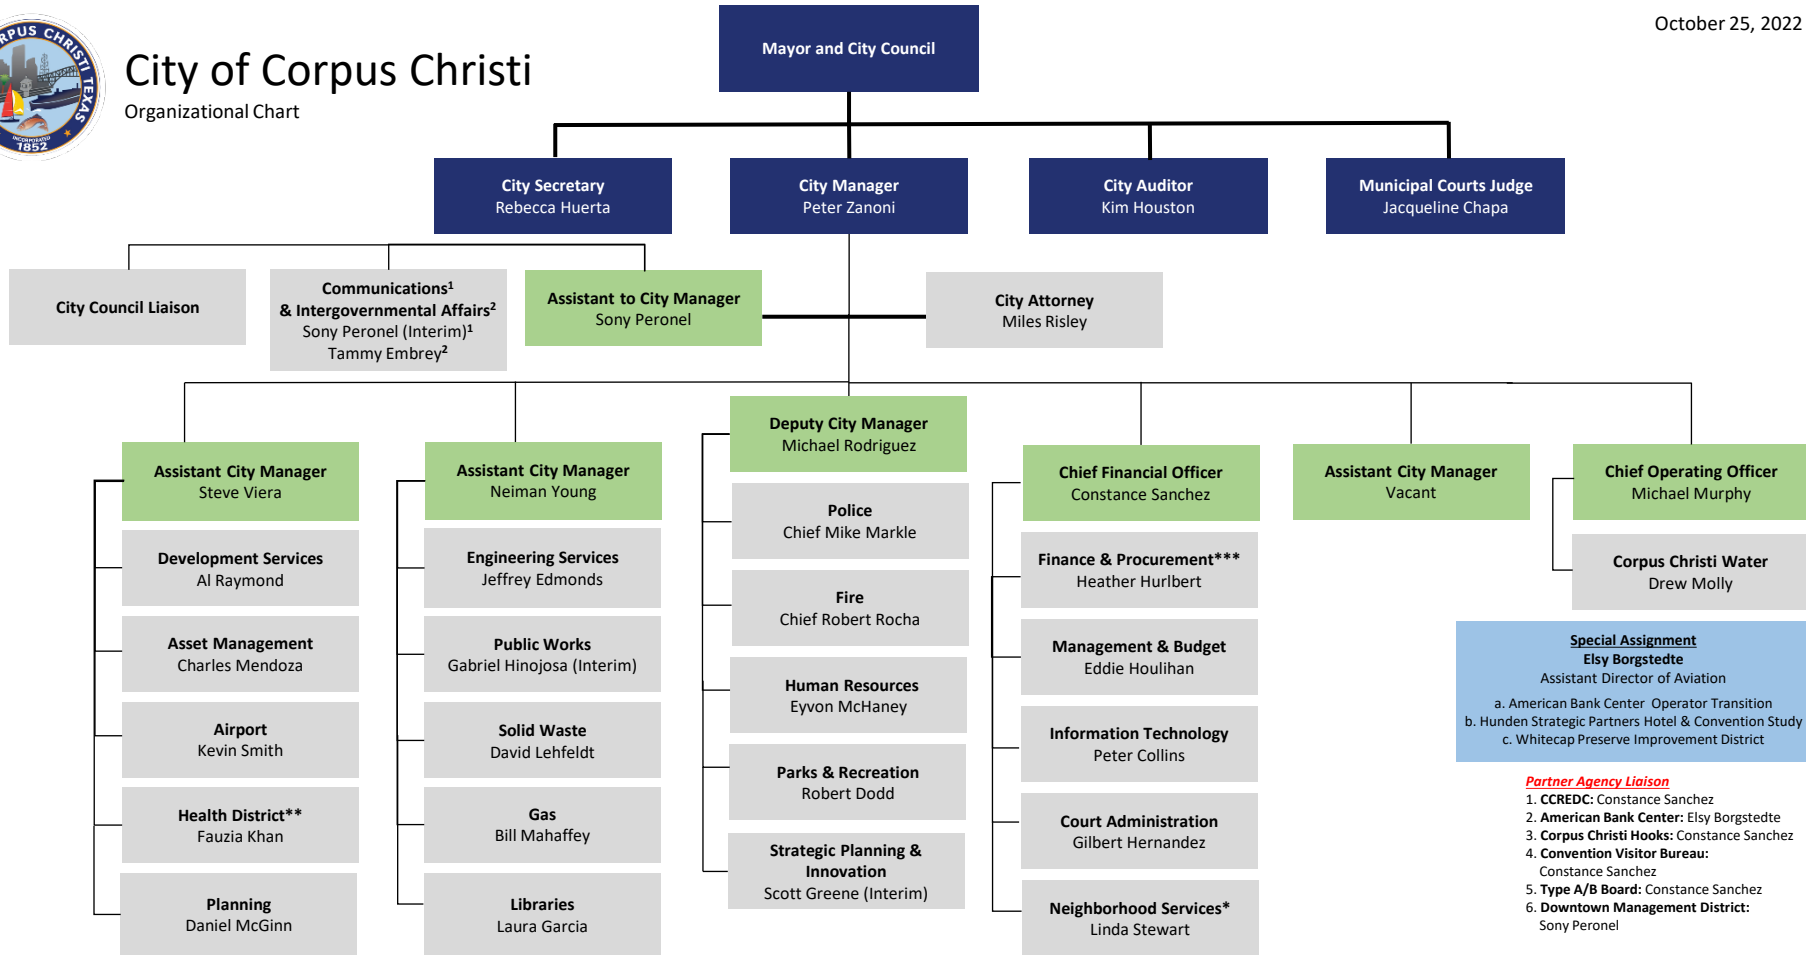 October 25, 2022
CORPUS CHRISTI TEXAS
INCORPORATED
1852
City of Corpus Christi
Organizational Chart
Mayor and City Council
City Secretary
Rebecca Huerta
City Manager
Peter Zanoni
City Auditor
Kim Houston
Municipal Courts Judge
Jacqueline Chapa
City Council Liaison
Communications¹
& Intergovernmental Affairs²
Sony Peronel (Interim)¹
Tammy Embrey²
Assistant to City Manager
Sony Peronel
City Attorney
Miles Risley
Assistant City Manager
Steve Viera
Development Services
Al Raymond
Asset Management
Charles Mendoza
Airport
Kevin Smith
Health District**
Fauzia Khan
Planning
Daniel McGinn
Assistant City Manager
Neiman Young
Engineering Services
Jeffrey Edmonds
Public Works
Gabriel Hinojosa (Interim)
Solid Waste
David Lehfeldt
Gas
Bill Mahaffey
Libraries
Laura Garcia
Deputy City Manager
Michael Rodriguez
Police
Chief Mike Markle
Fire
Chief Robert Rocha
Human Resources
Eyvon McHaney
Parks & Recreation
Robert Dodd
Strategic Planning &
Innovation
Scott Greene (Interim)
Chief Financial Officer
Constance Sanchez
Finance & Procurement***
Heather Hurlbert
Management & Budget
Eddie Houlihan
Information Technology
Peter Collins
Court Administration
Gilbert Hernandez
Neighborhood Services*
Linda Stewart
Assistant City Manager
Vacant
Chief Operating Officer
Michael Murphy
Corpus Christi Water
Drew Molly
Special Assignment
Elsy Borgstedte
Assistant Director of Aviation
a. American Bank Center Operator Transition
b. Hunden Strategic Partners Hotel & Convention Study
c. Whitecap Preserve Improvement District
Partner Agency Liaison
1. CCREDC: Constance Sanchez
2. American Bank Center: Elsy Borgstedte
3. Corpus Christi Hooks: Constance Sanchez
4. Convention Visitor Bureau:
Constance Sanchez
5. Type A/B Board: Constance Sanchez
6. Downtown Management District:
Sony Peronel